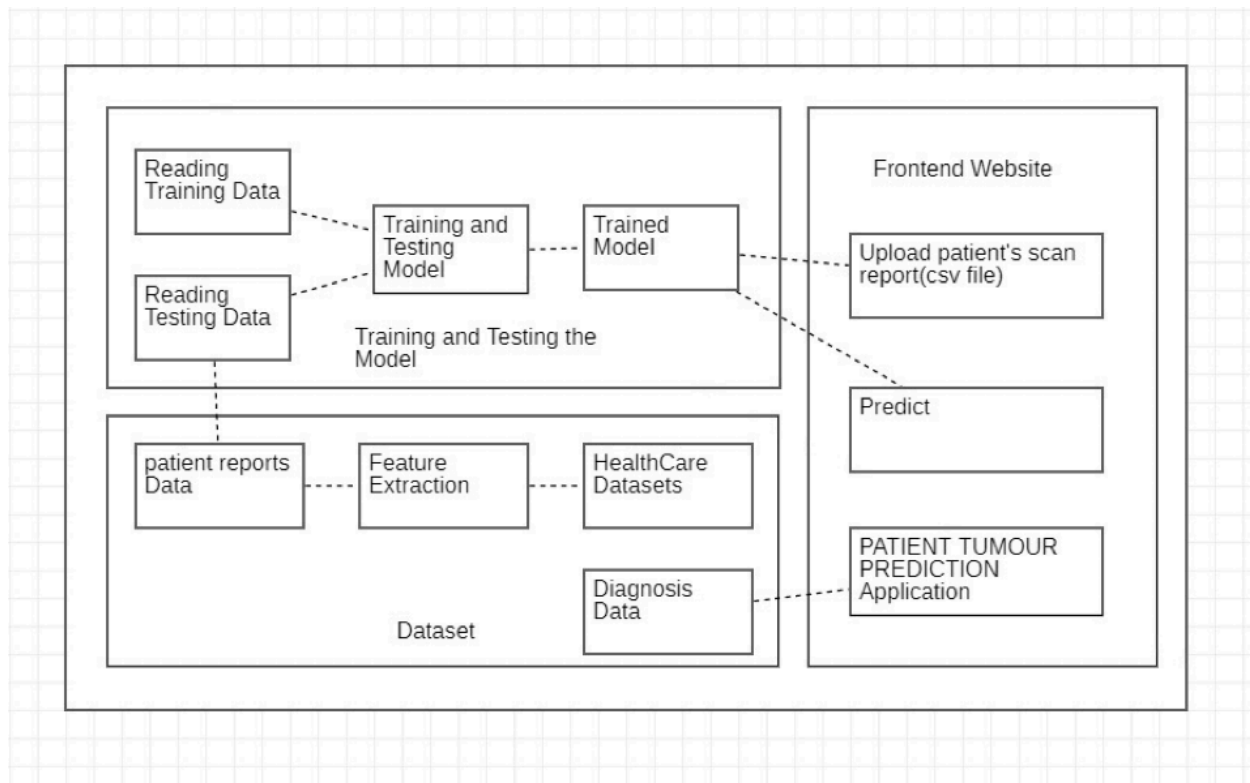 Reading
Training Data
Training and
Testing
Model
Trained
Model
Reading
Testing Data
Training and Testing the
Model
Frontend Website
Upload patient's scan
report(csv file)
Predict
PATIENT TUMOUR
PREDICTION
Application
patient reports
Data
Feature
Extraction
HealthCare
Datasets
Diagnosis
Data
Dataset